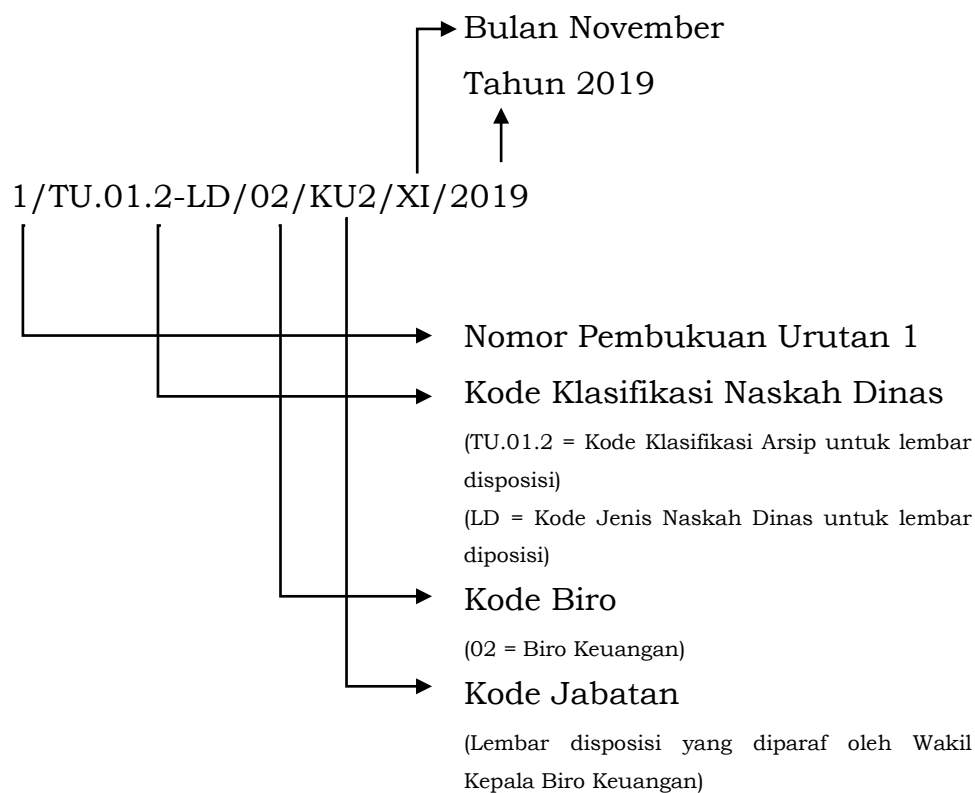 Bulan November
Tahun 2019
1/TU.01.2-LD/02/KU2/XI/2019
Nomor Pembukuan Urutan 1
Kode Klasifikasi Naskah Dinas
(TU.01.2 = Kode Klasifikasi Arsip untuk lembar
disposisi)
(LD = Kode Jenis Naskah Dinas untuk lembar
diposisi)
Kode Biro
(02 = Biro Keuangan)
Kode Jabatan
(Lembar disposisi yang diparaf oleh Wakil
Kepala Biro Keuangan)